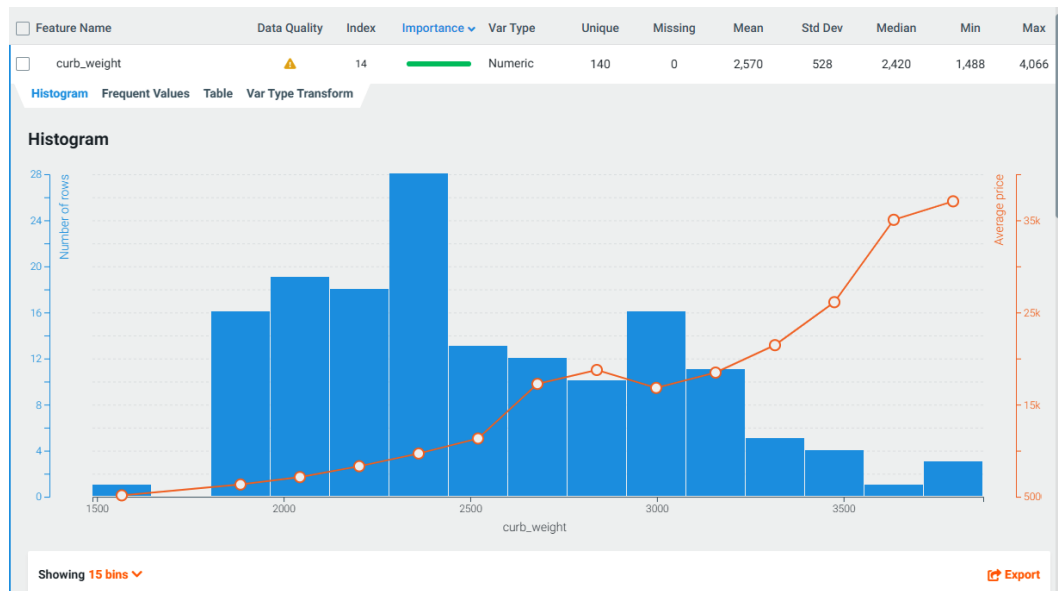 Feature Name Data Quality Index Importance Var Type Unique Missing Mean Std Dev Median Min Max
curb_weight 14 Numeric 140 0 2,570 528 2,420 1,488 4,066
Histogram Frequent Values Table Var Type Transform
Histogram
Number of rows
28
24
20
16
12
8
4
0
Average price
35k
25k
15k
500
1500 2000 2500 3000 3500
curb_weight
Showing 15 bins
Export